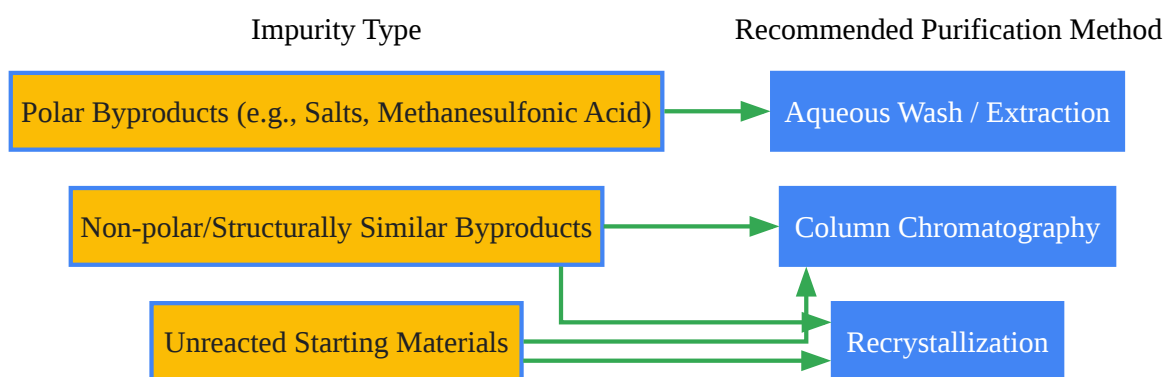 Impurity Type
Recommended Purification Method
Polar Byproducts (e.g., Salts, Methanesulfonic Acid)
Aqueous Wash / Extraction
Non-polar/Structurally Similar Byproducts
Column Chromatography
Unreacted Starting Materials
Recrystallization